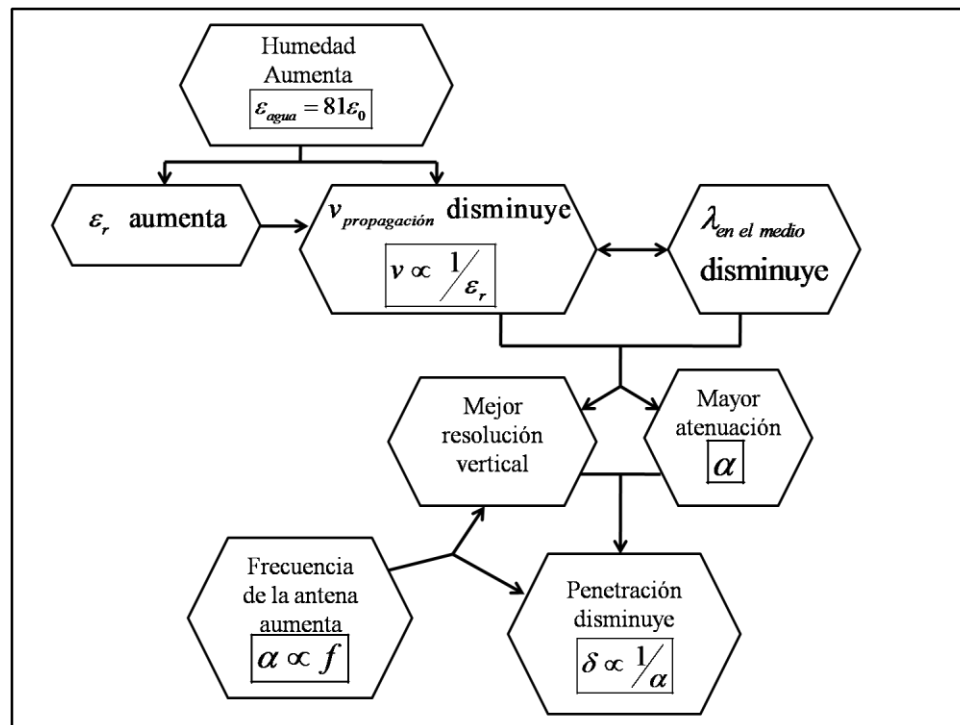 Humedad
Aumenta
ε_agua = 81ε₀
ε_r aumenta
v_propagación disminuye
v ∝ 1/ε_r
λ_en el medio
disminuye
Mejor
resolución
vertical
Mayor
atenuación
α
Frecuencia
de la antena
aumenta
α ∝ f
Penetración
disminuye
δ ∝ 1/α